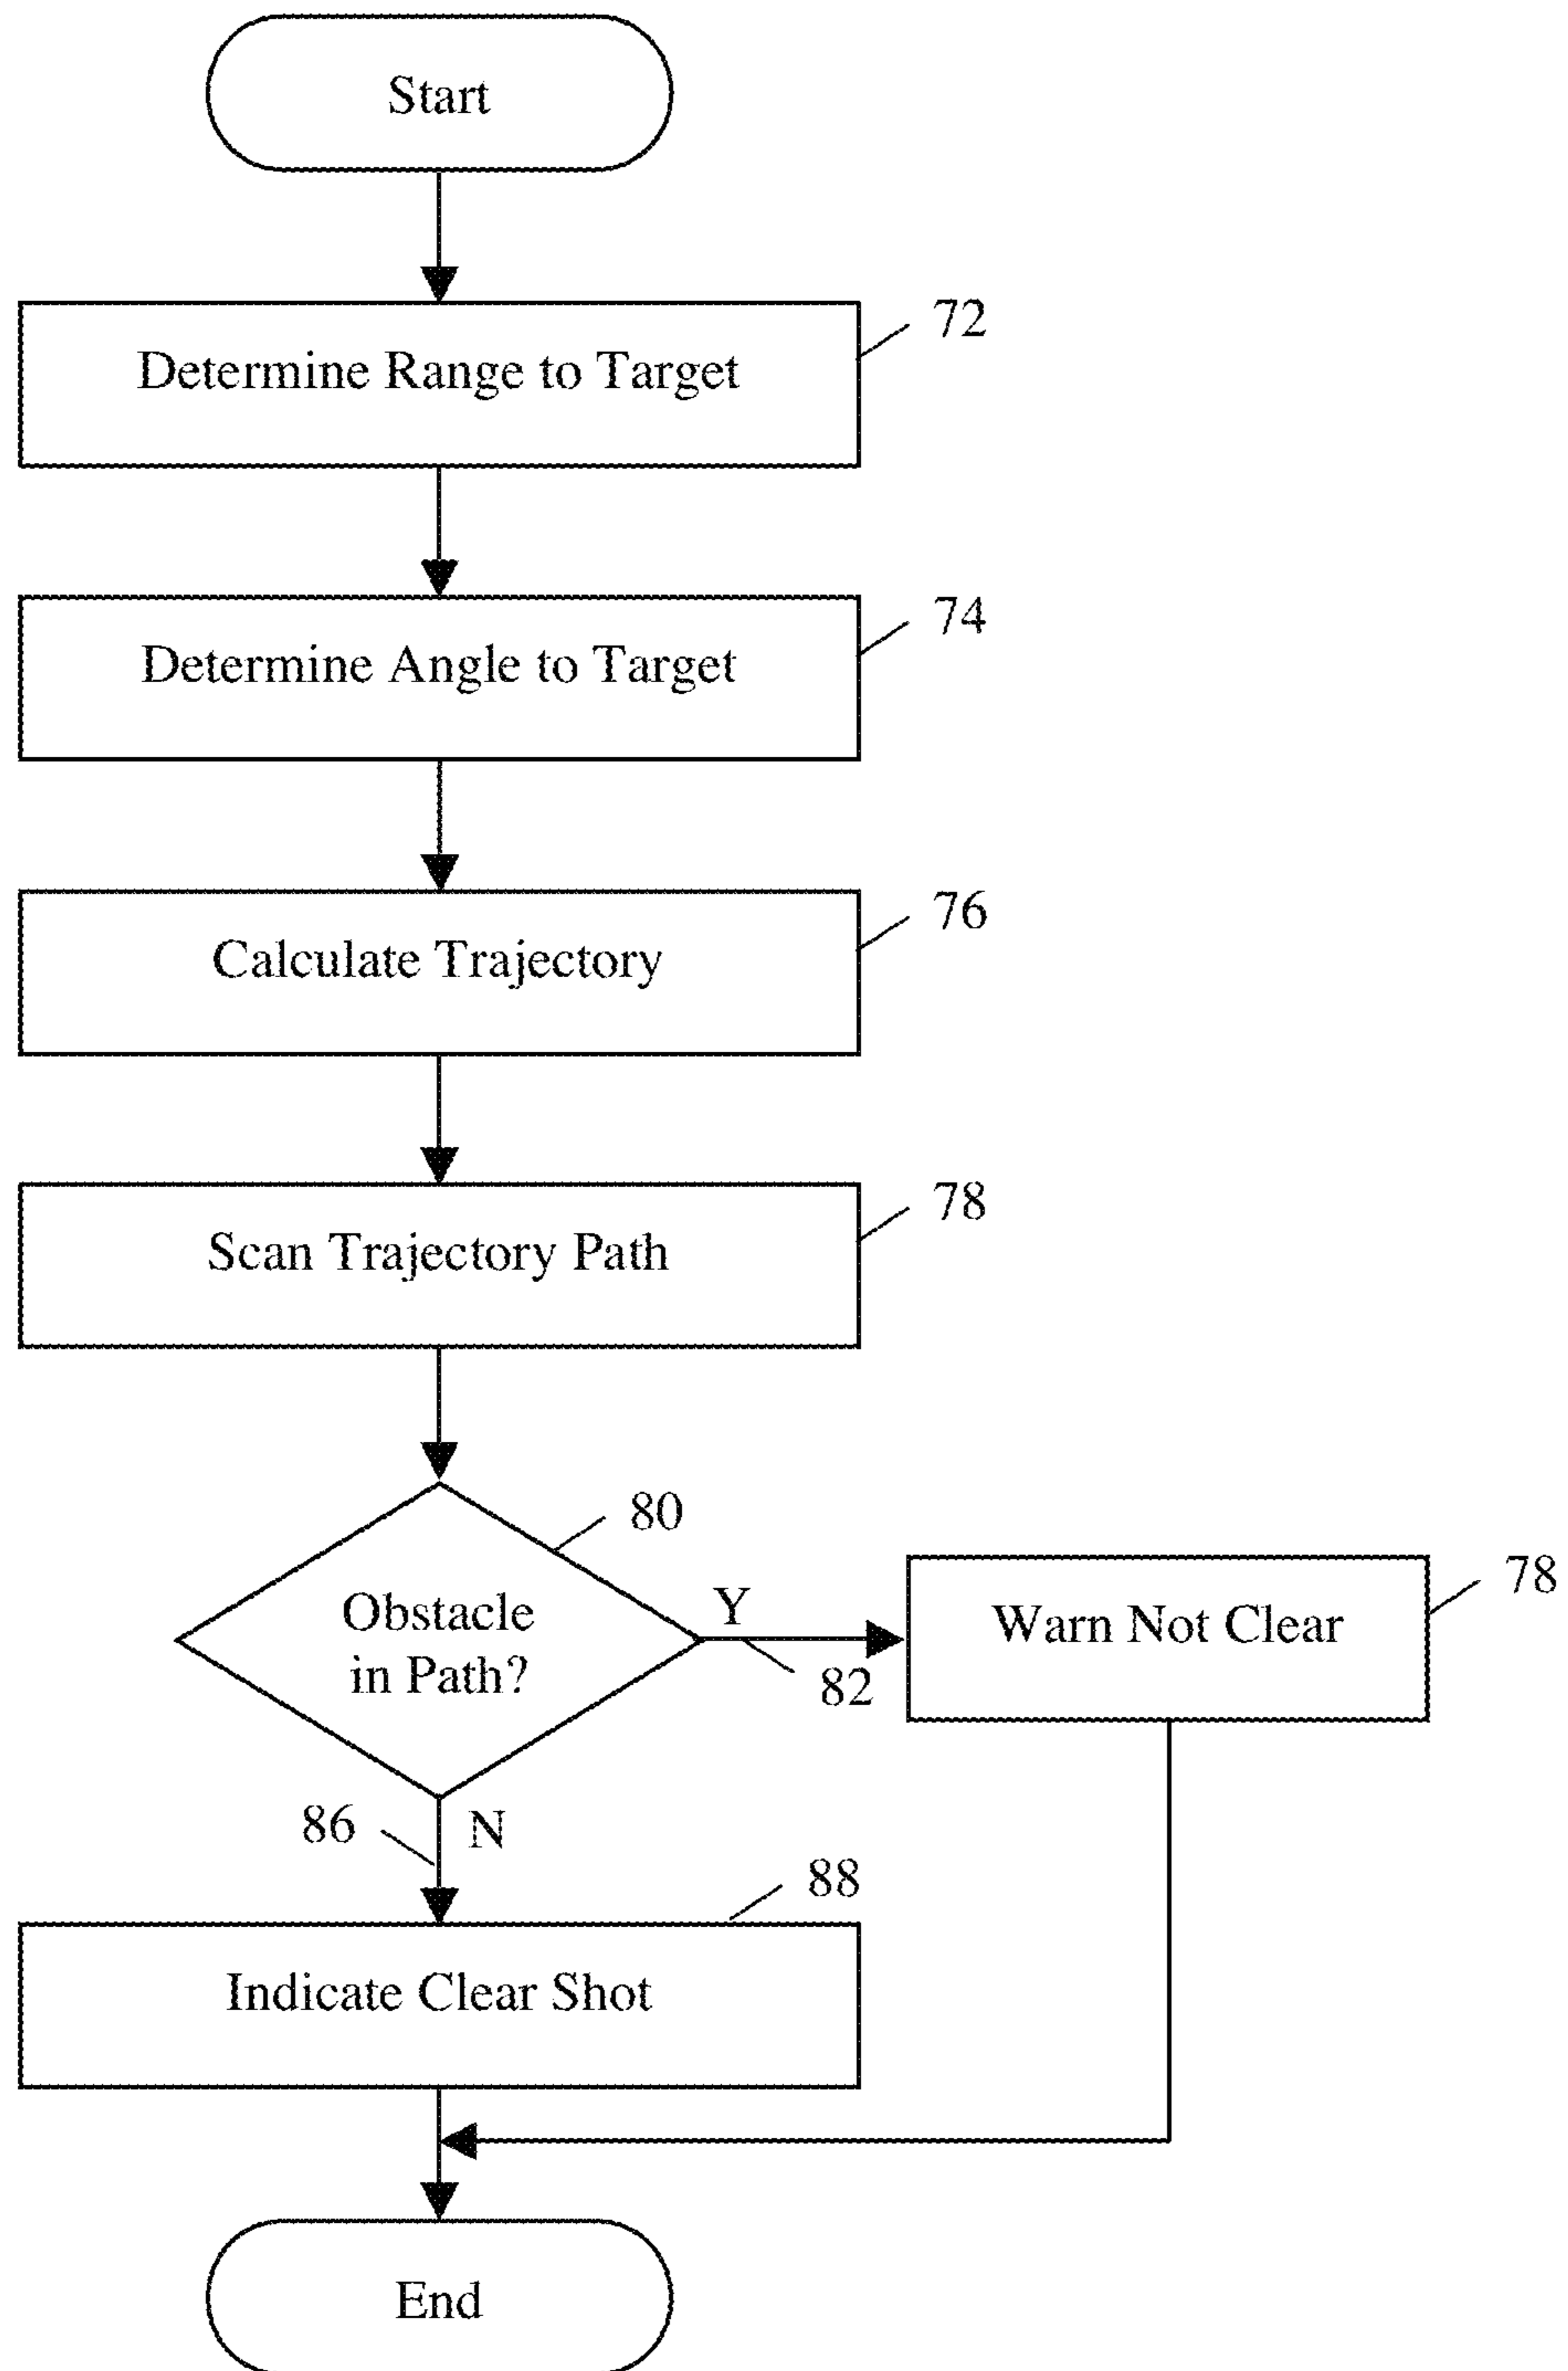 Start
72
Determine Range to Target
74
Determine Angle to Target
76
Calculate Trajectory
78
Scan Trajectory Path
80
Obstacle
in Path?
Y
82
78
Warn Not Clear
86
N
88
Indicate Clear Shot
End